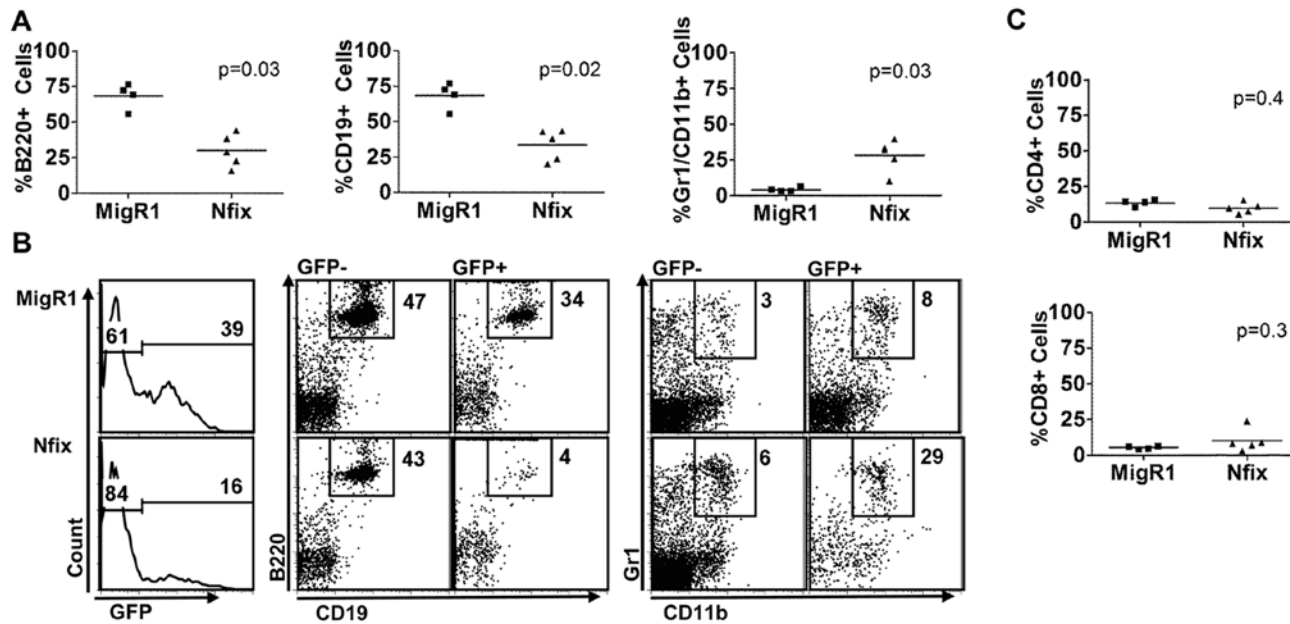 A
%B220+ Cells
100
75
50
25
0
p=0.03
MigR1 Nfix
%CD19+ Cells
100
75
50
25
0
p=0.02
MigR1 Nfix
%Gr1/CD11b+ Cells
100
75
50
25
0
p=0.03
MigR1 Nfix
B
MigR1
61
39
Nfix
84
16
Count
GFP
GFP- GFP+
47
34
43
4
B220
CD19
GFP- GFP+
3
8
6
29
Gr1
CD11b
C
%CD4+ Cells
100
75
50
25
0
p=0.4
MigR1 Nfix
%CD8+ Cells
100
75
50
25
0
p=0.3
MigR1 Nfix